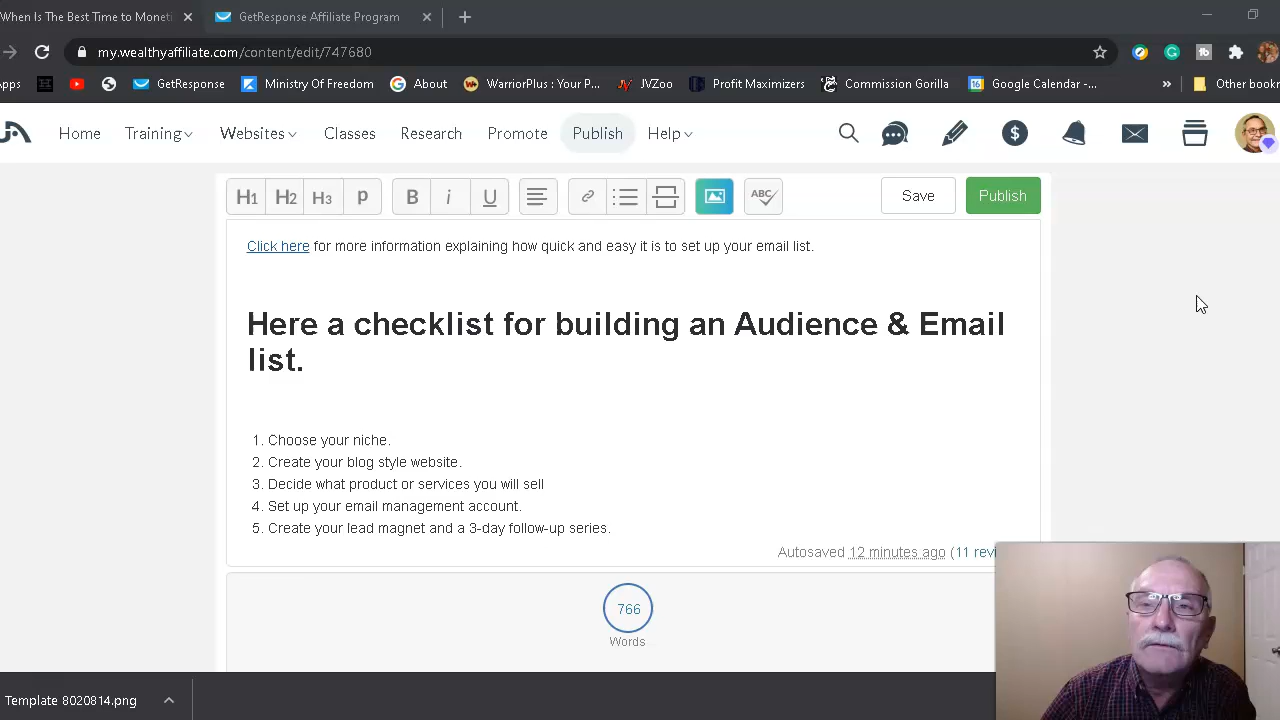 When Is The Best Time to Moneti
GetResponse Affiliate Program
my.wealthyaffiliate.com/content/edit/747680
pps
GetResponse
Ministry Of Freedom
About
WarriorPlus : Your P...
JVZoo
Profit Maximizers
Commission Gorilla
16
Google Calendar -...
»
Other bookr
Home
Training
Websites
Classes
Research
Promote
Publish
Help
H1
H2
H3
p
B
i
U
ABC
Save
Publish
Click here for more information explaining how quick and easy it is to set up your email list.
Here a checklist for building an Audience & Email
list.
1. Choose your niche.
2. Create your blog style website.
3. Decide what product or services you will sell
4. Set up your email management account.
5. Create your lead magnet and a 3-day follow-up series.
Autosaved 12 minutes ago (11 revi
766
Words
Template 8020814.png